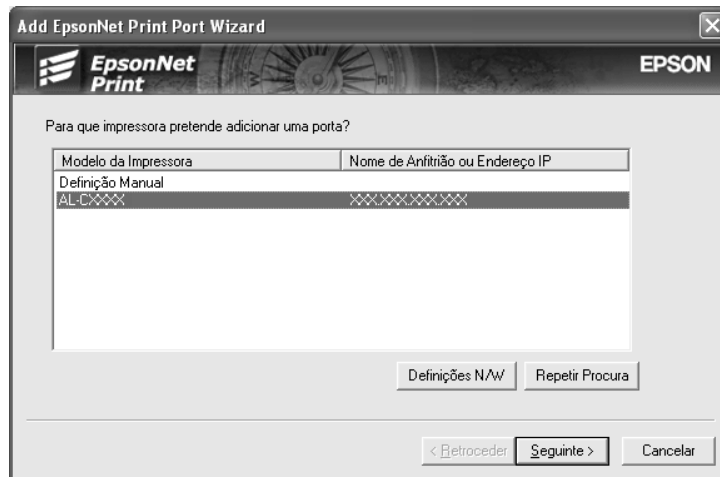 Add EpsonNet Print Port Wizard
EpsonNet
Print
EPSON
Para que impressora pretende adicionar uma porta?
Modelo da Impressora Nome de Anfitrião ou Endereço IP
Definição Manual
AL-CXXXX XXX.XXX.XXX.XXX
Definições N/W Repetir Procura
< Retroceder Seguinte > Cancelar